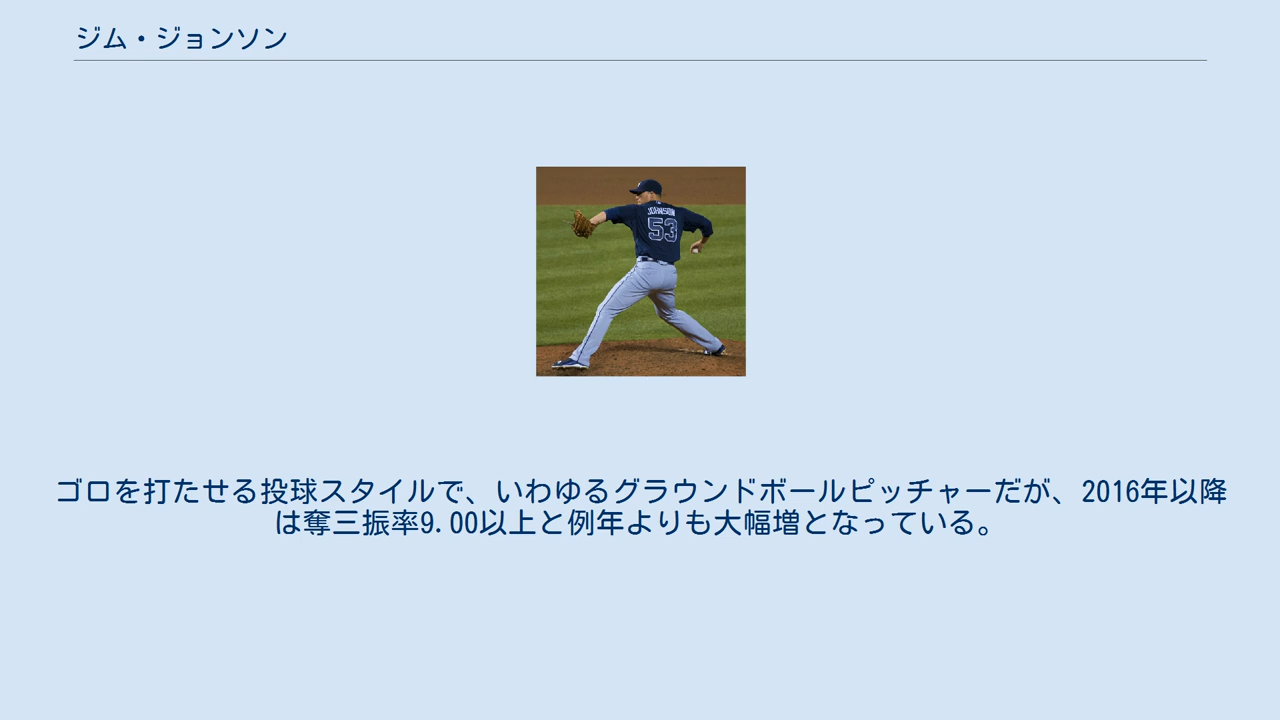 ジム・ジョンソン
JOHNSON
53
ゴロを打たせる投球スタイルで、いわゆるグラウンドボールピッチャーだが、2016年以降
は奪三振率9.00以上と例年よりも大幅増となっている。